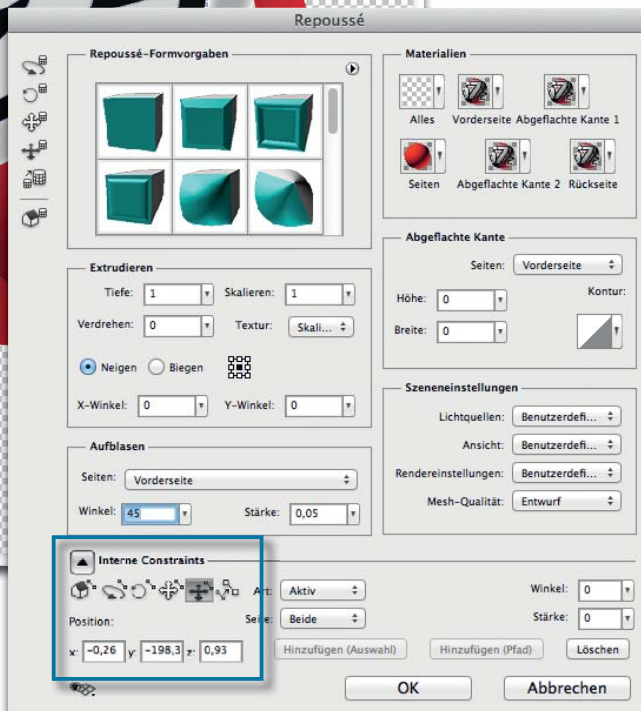 Repoussé
Repoussé-Formvorgaben
Materialien
Alles Vorderseite Abgeflachte Kante 1
Seiten Abgeflachte Kante 2 Rückseite
Extrudieren
Tiefe: 1 Skalieren: 1
Verdrehen: 0 Textur: Skali...
Neigen Biegen
X-Winkel: 0 Y-Winkel: 0
Abgeflachte Kante
Seiten: Vorderseite
Höhe: 0 Kontur:
Breite: 0
Aufblasen
Seiten: Vorderseite
Winkel: 45 Stärke: 0,05
Szeneneinstellungen
Lichtquellen: Benutzerdefi...
Ansicht: Benutzerdefi...
Rendereinstellungen: Benutzerdefi...
Mesh-Qualität: Entwurf
Interne Constraints
Art: Aktiv Winkel: 0
Position: Seite: Beide Stärke: 0
x: -0,26 y: -198,3 z: 0,93 Hinzufügen (Auswahl) Hinzufügen (Pfad) Löschen
OK Abbrechen